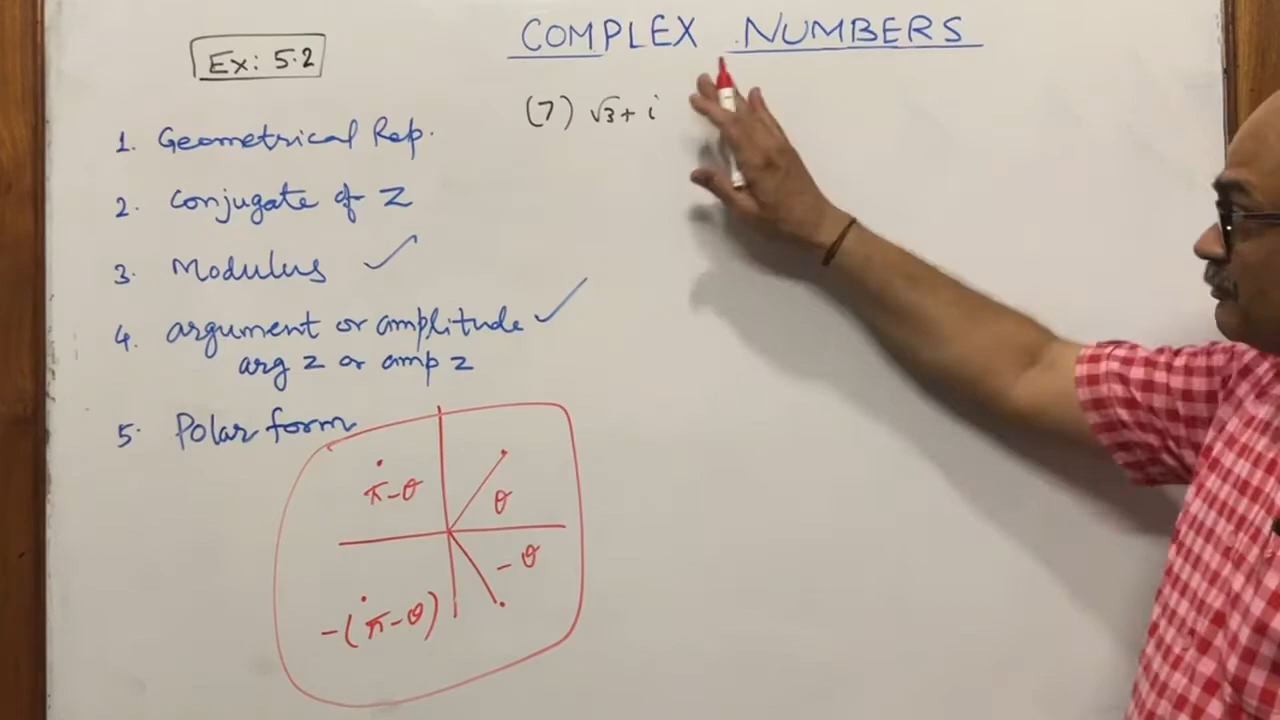 COMPLEX NUMBERS
Ex: 5.2
(7) √3 + i
1. Geometrical Rep.
2. Conjugate of Z
3. Modulus ✓
4. argument or amplitude ✓
arg z or amp z
5. Polar form
π-θ
θ
-θ
-(π-θ)